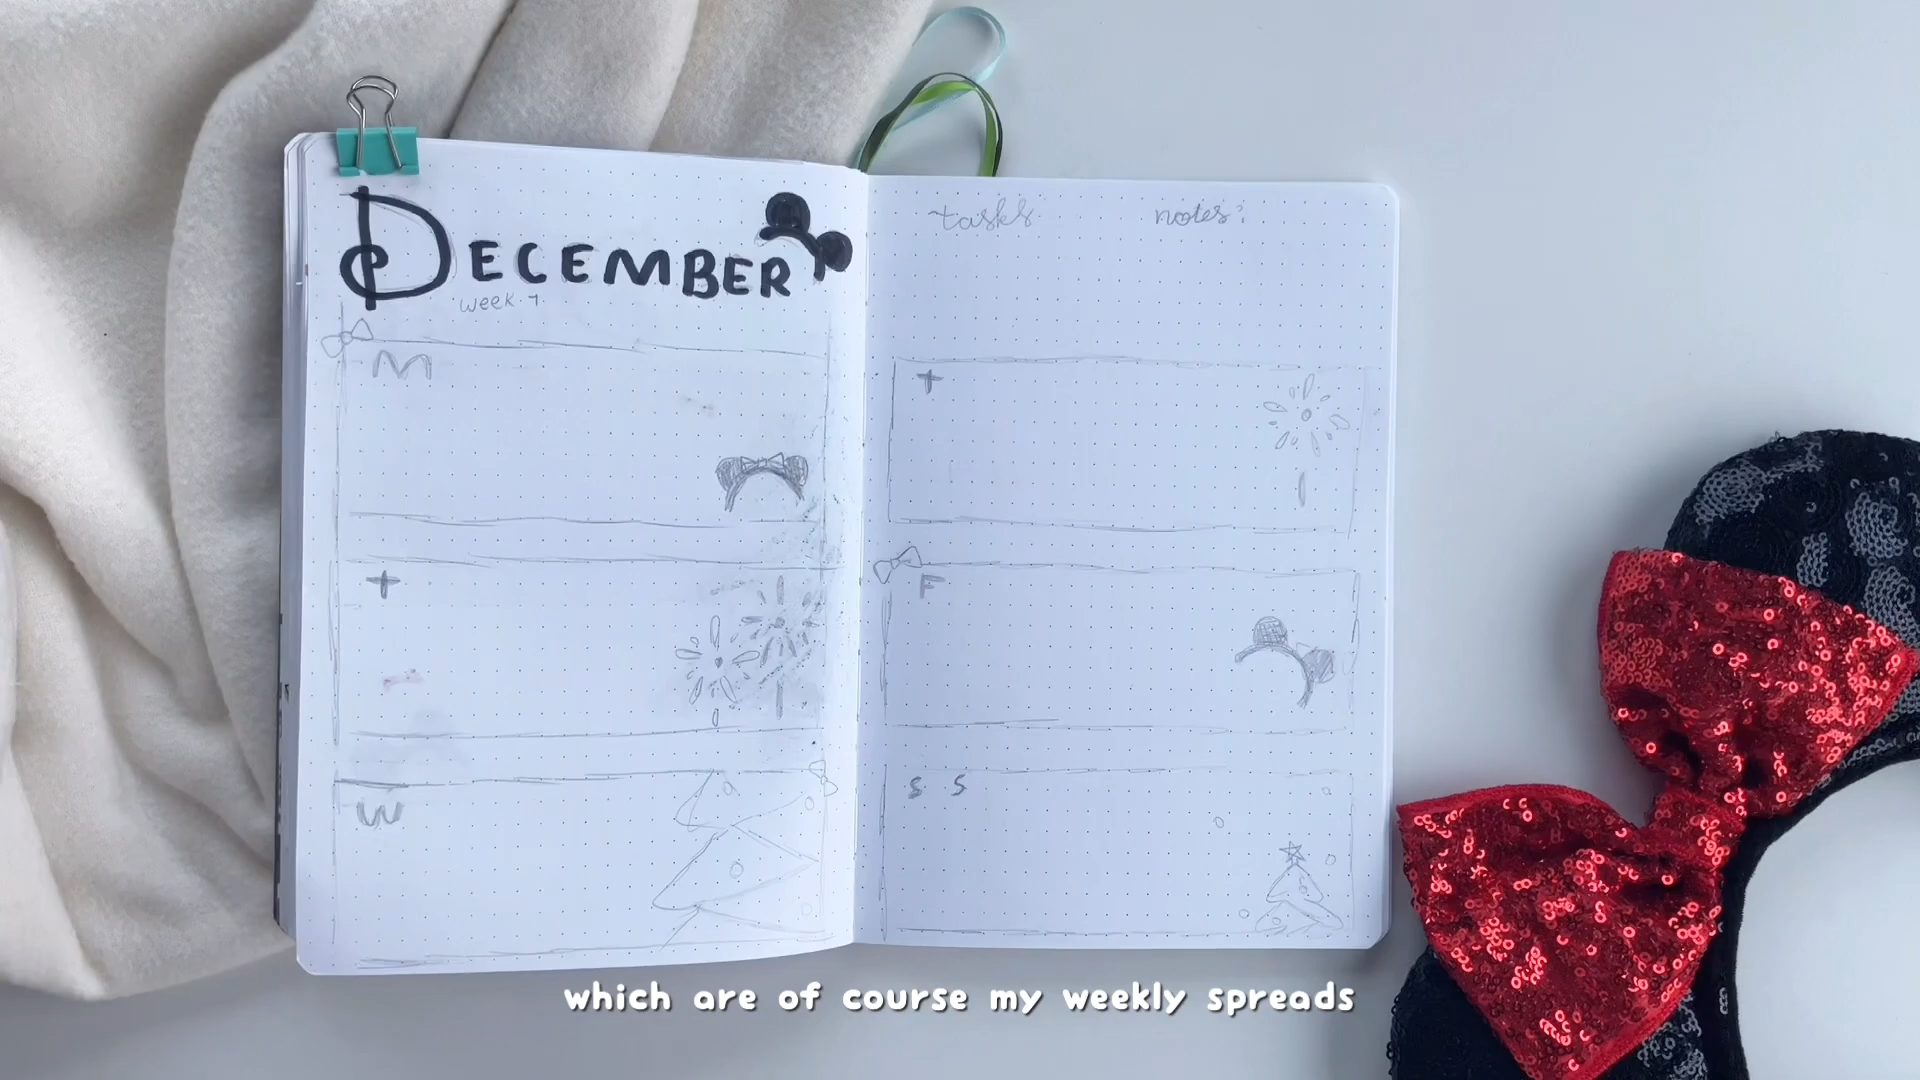 DECEMBER
week 1
M
T
W
tasks
notes:
T
F
S S
which are of course my weekly spreads